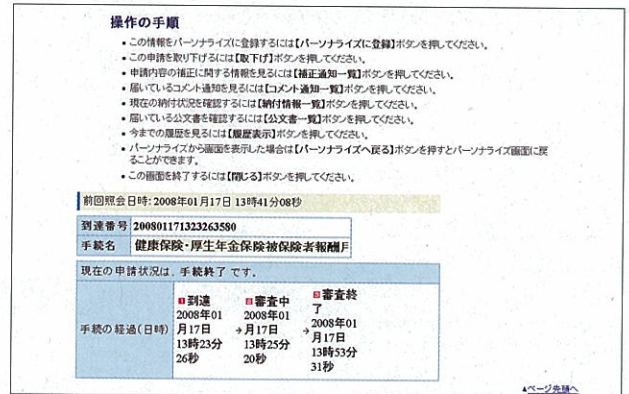 操作の手順
• この情報をパーソナライズに登録するには【パーソナライズに登録】ボタンを押してください。
• この申請を取り下げるには【取下げ】ボタンを押してください。
• 申請内容の補正に関する情報を見るには【補正通知一覧】ボタンを押してください。
• 届いているコメント通知を見るには【コメント通知一覧】ボタンを押してください。
• 現在の納付状況を確認するには【納付情報一覧】ボタンを押してください。
• 届いている公文書を確認するには【公文書一覧】ボタンを押してください。
• 今までの履歴を見るには【履歴表示】ボタンを押してください。
• パーソナライズから画面を表示した場合は【パーソナライズへ戻る】ボタンを押すとパーソナライズ画面に戻
ることができます。
• この画面を終了するには【閉じる】ボタンを押してください。
前回照会日時: 2008年01月17日 13時41分08秒
到達番号 200801171323263580
手続名 健康保険・厚生年金保険被保険者報酬月
現在の申請状況は、手続終了 です。
手続の経過(日時)
1 到達
2008年01
月17日
13時23分
26秒
→
2 審査中
2008年01
月17日
13時25分
20秒
→
3 審査終
了
2008年01
月17日
13時53分
31秒
▲ページ先頭へ